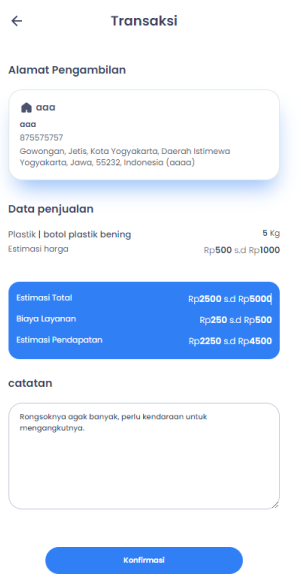 Transaksi
Alamat Pengambilan
aaa
aaa
875575757
Gowongan, Jetis, Kota Yogyakarta, Daerah Istimewa
Yogyakarta, Jawa, 55232, Indonesia (aaaa)
Data penjualan
Plastik | botol plastik bening 5 Kg
Estimasi harga Rp500 s.d Rp1000
Estimasi Total Rp2500 s.d Rp5000
Biaya Layanan Rp250 s.d Rp500
Estimasi Pendapatan Rp2250 s.d Rp4500
catatan
Rongsoknya agak banyak, perlu kendaraan untuk
mengangkutnya.
Konfirmasi